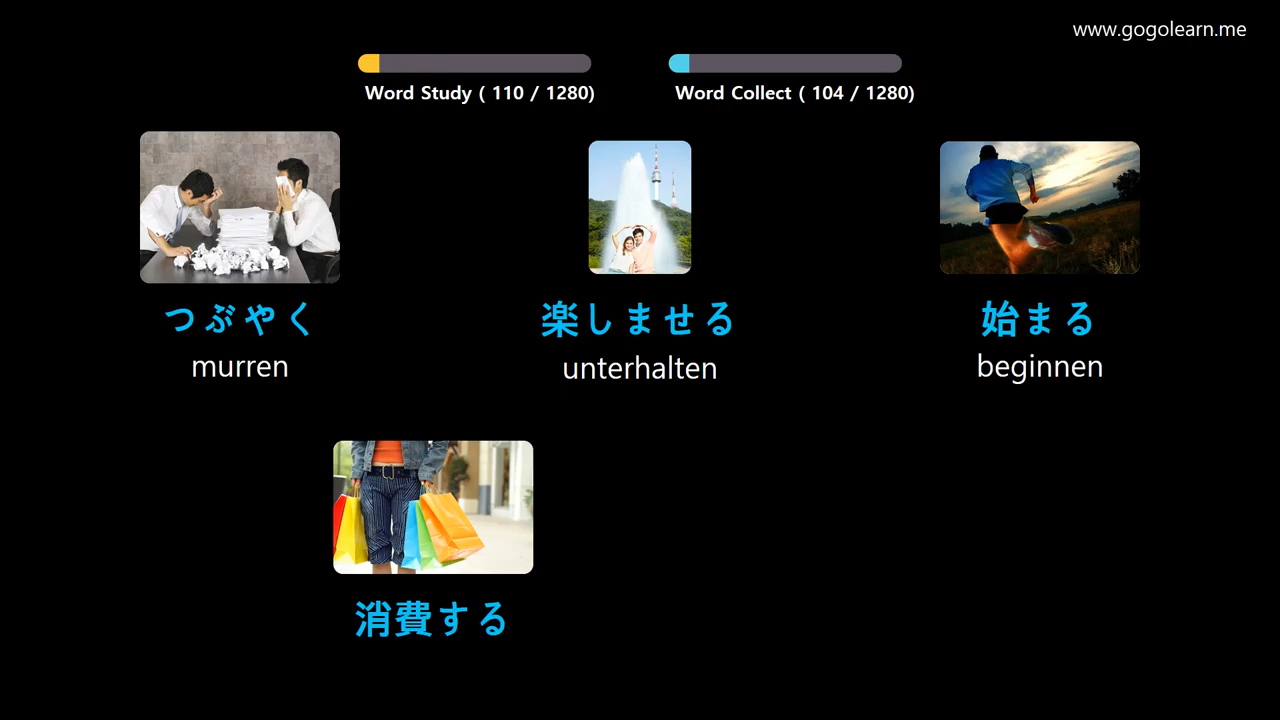 www.gogolearn.me
Word Study ( 110 / 1280)
Word Collect ( 104 / 1280)
つぶやく
murren
楽しませる
unterhalten
始まる
beginnen
消費する